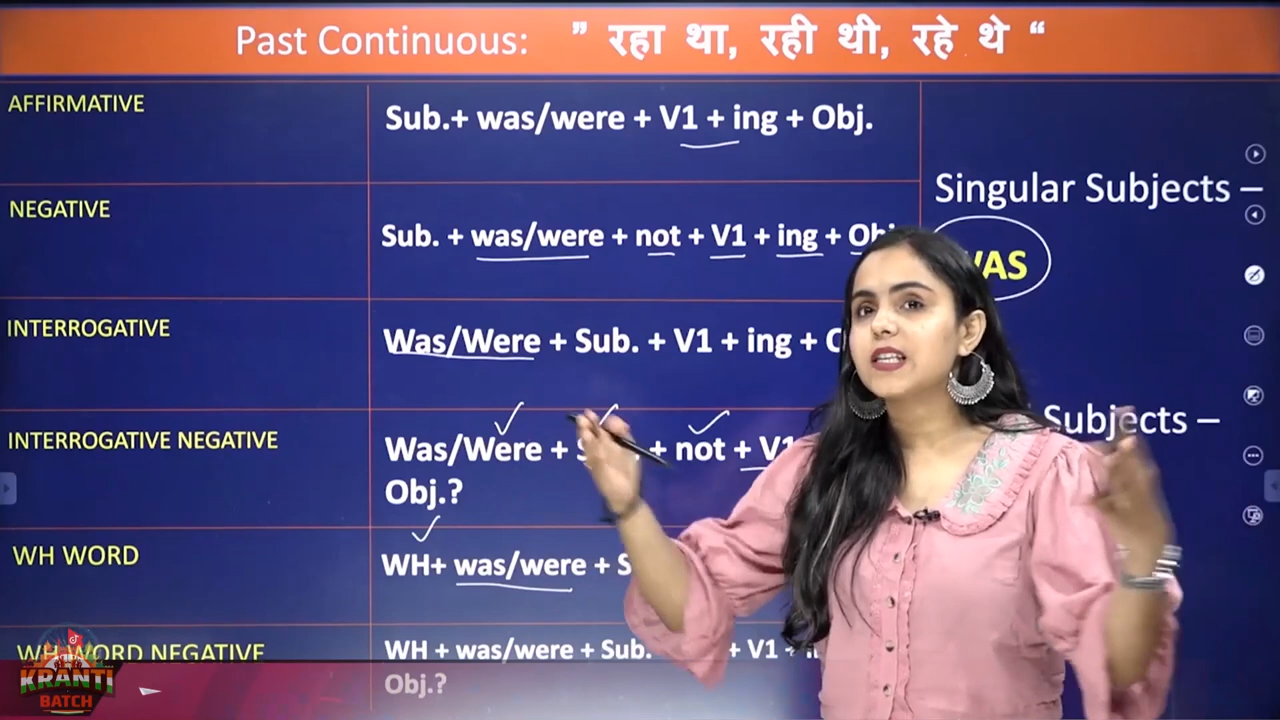 Past Continuous: ” रहा था, रही थी, रहे थे “
AFFIRMATIVE
Sub.+ was/were + V1 + ing + Obj.
NEGATIVE
Sub. + was/were + not + V1 + ing +
INTERROGATIVE
Was/Were + Sub. + V1 + ing +
INTERROGATIVE NEGATIVE
Was/Were + + not + V1
Obj.?
WH WORD
WH+ was/were +
WH WORD NEGATIVE
WH + was/were + Sub. + V1 +
Obj.?
Singular Subjects –
Subjects –
KRANTI
BATCH